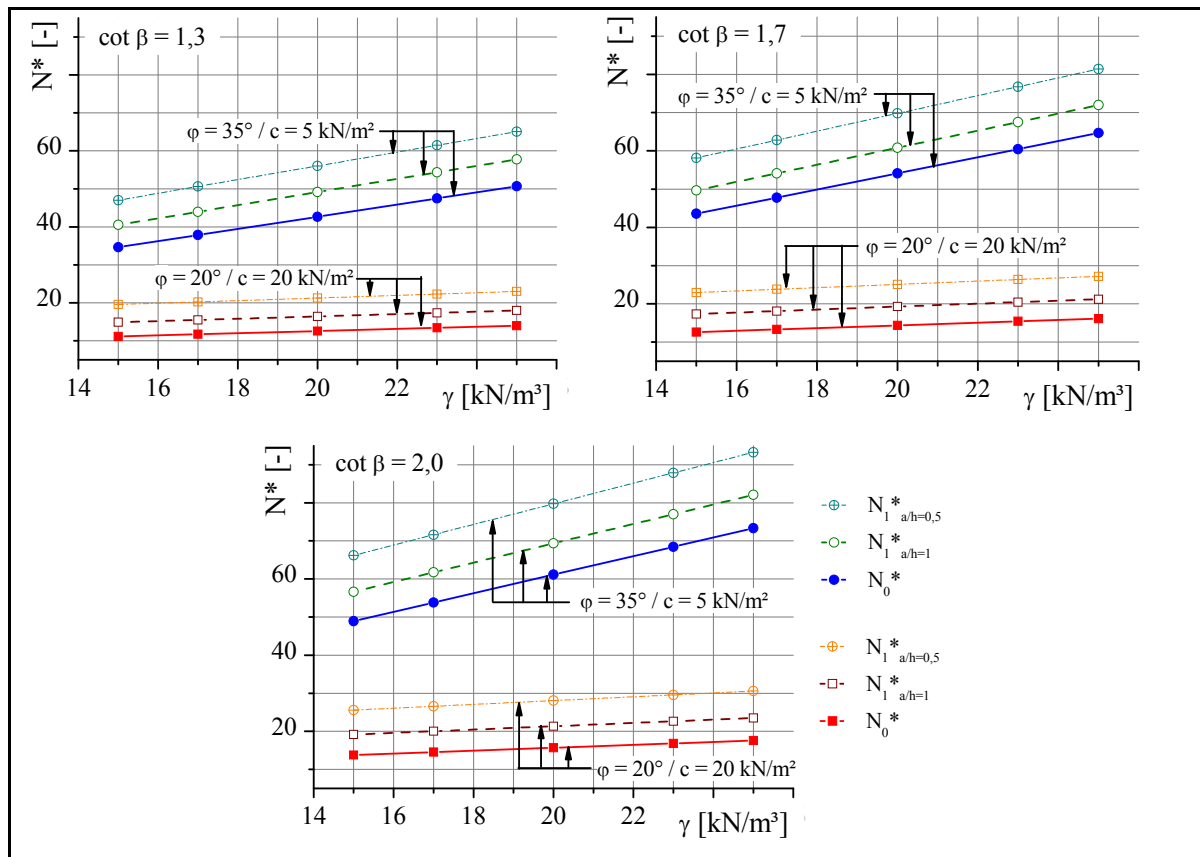 cot β = 1,3
N* [-]
φ = 35° / c = 5 kN/m²
φ = 20° / c = 20 kN/m²
60
40
20
14 16 18 20 22
γ [kN/m³]
cot β = 1,7
N* [-]
φ = 35° / c = 5 kN/m²
φ = 20° / c = 20 kN/m²
60
40
20
14 16 18 20 22
γ [kN/m³]
cot β = 2,0
N* [-]
φ = 35° / c = 5 kN/m²
φ = 20° / c = 20 kN/m²
60
40
20
14 16 18 20 22
γ [kN/m³]
N1* a/h=0,5
N1* a/h=1
N0*
N1* a/h=0,5
N1* a/h=1
N0*